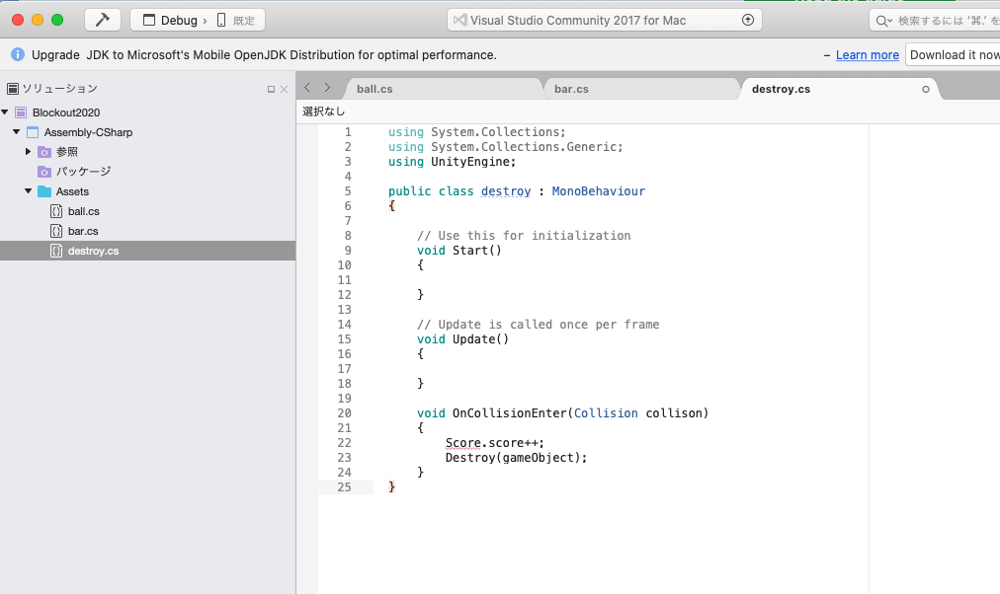 Debug › 既定
Visual Studio Community 2017 for Mac
検索するには '⌘.' を
Upgrade JDK to Microsoft's Mobile OpenJDK Distribution for optimal performance.
– Learn more
Download it now
ソリューション
Blockout2020
Assembly-CSharp
参照
パッケージ
Assets
ball.cs
bar.cs
destroy.cs
ball.cs
bar.cs
destroy.cs
選択なし
1 using System.Collections;
2 using System.Collections.Generic;
3 using UnityEngine;
4
5 public class destroy : MonoBehaviour
6 {
7
8 // Use this for initialization
9 void Start()
10 {
11
12 }
13
14 // Update is called once per frame
15 void Update()
16 {
17
18 }
19
20 void OnCollisionEnter(Collision collison)
21 {
22 Score.score++;
23 Destroy(gameObject);
24 }
25 }